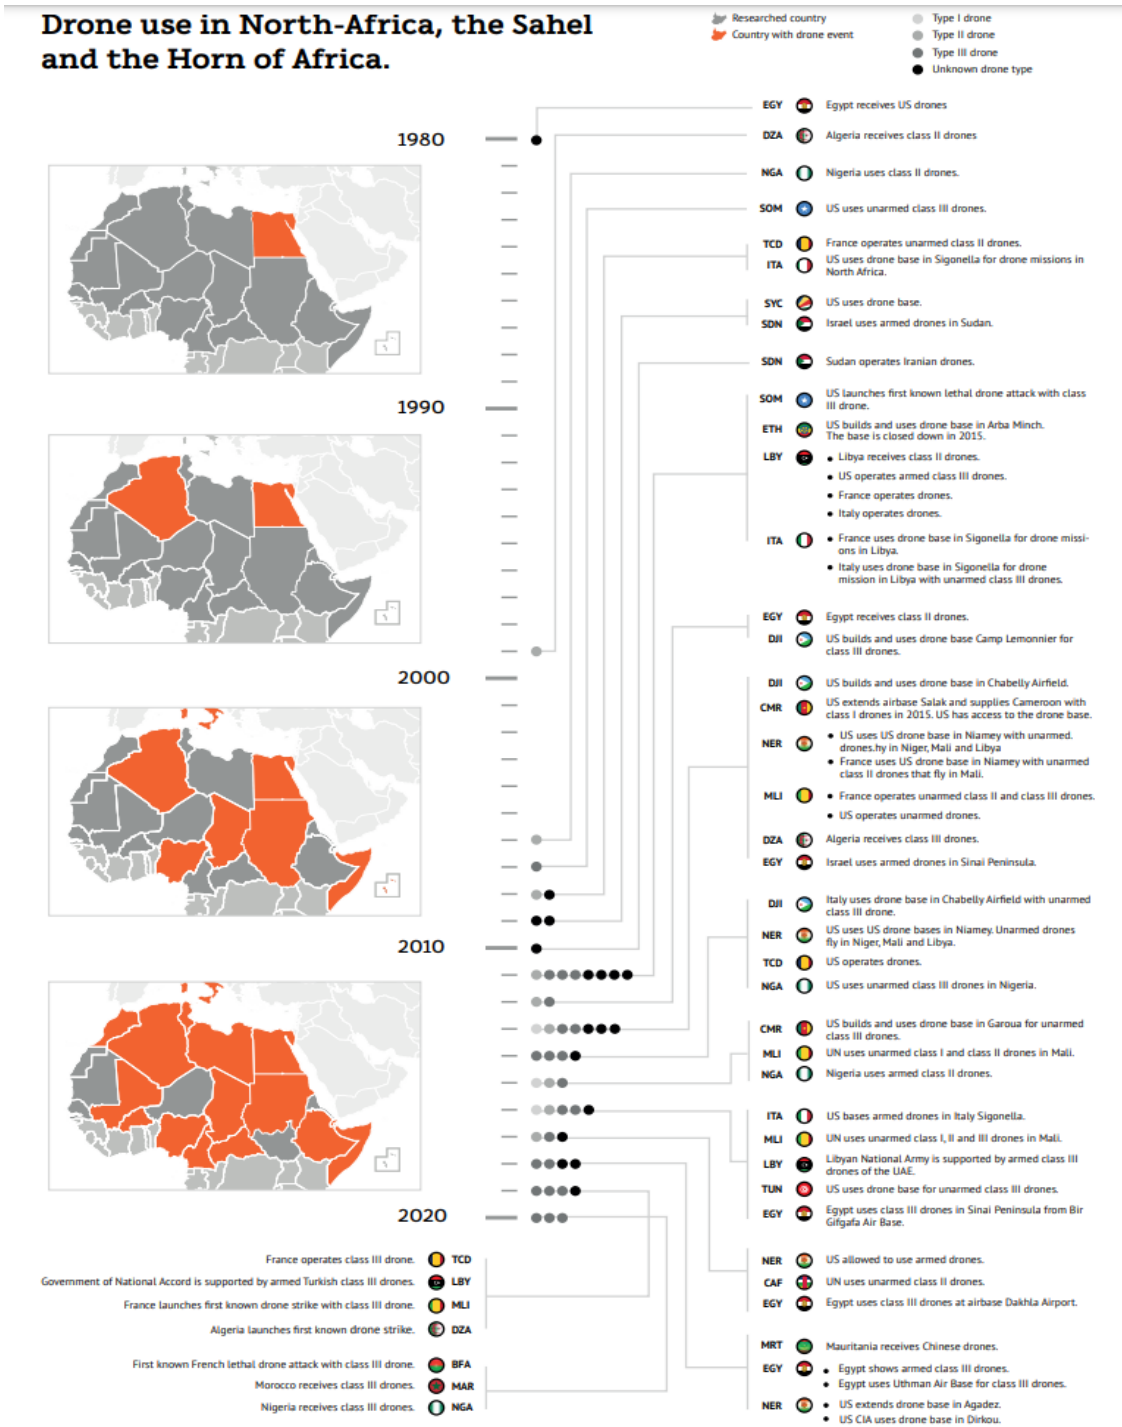 Drone use in North-Africa, the Sahel
and the Horn of Africa.
Researched country
Country with drone event
Type I drone
Type II drone
Type III drone
Unknown drone type
1980
1990
2000
2010
2020
EGY Egypt receives US drones
DZA Algeria receives class II drones
NGA Nigeria uses class II drones.
SOM US uses unarmed class III drones.
TCD France operates unarmed class II drones.
ITA US uses drone base in Sigonella for drone missions in
North Africa.
SYC US uses drone base.
SDN Israel uses armed drones in Sudan.
SDN Sudan operates Iranian drones.
SOM US launches first known lethal drone attack with class
III drone.
ETH US builds and uses drone base in Arba Minch.
The base is closed down in 2015.
LBY • Libya receives class II drones.
• US operates armed class III drones.
• France operates drones.
• Italy operates drones.
ITA • France uses drone base in Sigonella for drone missi-
ons in Libya.
• Italy uses drone base in Sigonella for drone
mission in Libya with unarmed class III drones.
EGY Egypt receives class II drones.
DJI US builds and uses drone base Camp Lemonnier for
class III drones.
DJI US builds and uses drone base in Chabelly Airfield.
CMR US extends airbase Salak and supplies Cameroon with
class I drones in 2015. US has access to the drone base.
NER • US uses US drone base in Niamey with unarmed.
drones.hy in Niger, Mali and Libya
• France uses US drone base in Niamey with unarmed
class II drones that fly in Mali.
MLI • France operates unarmed class II and class III drones.
• US operates unarmed drones.
DZA Algeria receives class III drones.
EGY Israel uses armed drones in Sinai Peninsula.
DJI Italy uses drone base in Chabelly Airfield with unarmed
class III drone.
NER US uses US drone bases in Niamey. Unarmed drones
fly in Niger, Mali and Libya.
TCD US operates drones.
NGA US uses unarmed class III drones in Nigeria.
CMR US builds and uses drone base in Garoua for unarmed
class III drones.
MLI UN uses unarmed class I and class II drones in Mali.
NGA Nigeria uses armed class II drones.
ITA US bases armed drones in Italy Sigonella.
MLI UN uses unarmed class I, II and III drones in Mali.
LBY Libyan National Army is supported by armed class III
drones of the UAE.
TUN US uses drone base for unarmed class III drones.
EGY Egypt uses class III drones in Sinai Peninsula from Bir
Gifgafa Air Base.
NER US allowed to use armed drones.
CAF UN uses unarmed class II drones.
EGY Egypt uses class III drones at airbase Dakhla Airport.
MRT Mauritania receives Chinese drones.
EGY • Egypt shows armed class III drones.
• Egypt uses Uthman Air Base for class III drones.
NER • US extends drone base in Agadez.
• US CIA uses drone base in Dirkou.
France operates class III drone. TCD
Government of National Accord is supported by armed Turkish class III drones. LBY
France launches first known drone strike with class III drone. MLI
Algeria launches first known drone strike. DZA
First known French lethal drone attack with class III drone. BFA
Morocco receives class III drones. MAR
Nigeria receives class III drones. NGA